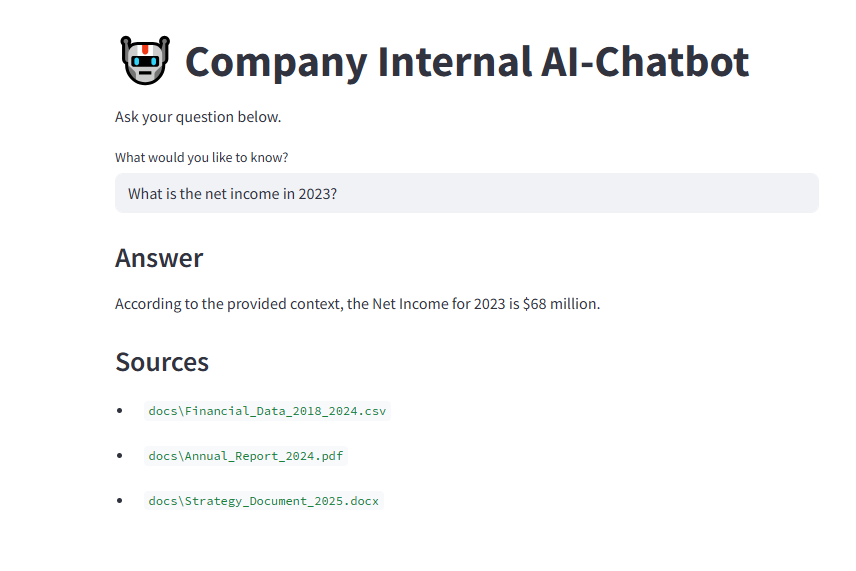 Company Internal AI-Chatbot
Ask your question below.
What would you like to know?
What is the net income in 2023?
Answer
According to the provided context, the Net Income for 2023 is $68 million.
Sources
docs\Financial_Data_2018_2024.csv
docs\Annual_Report_2024.pdf
docs\Strategy_Document_2025.docx